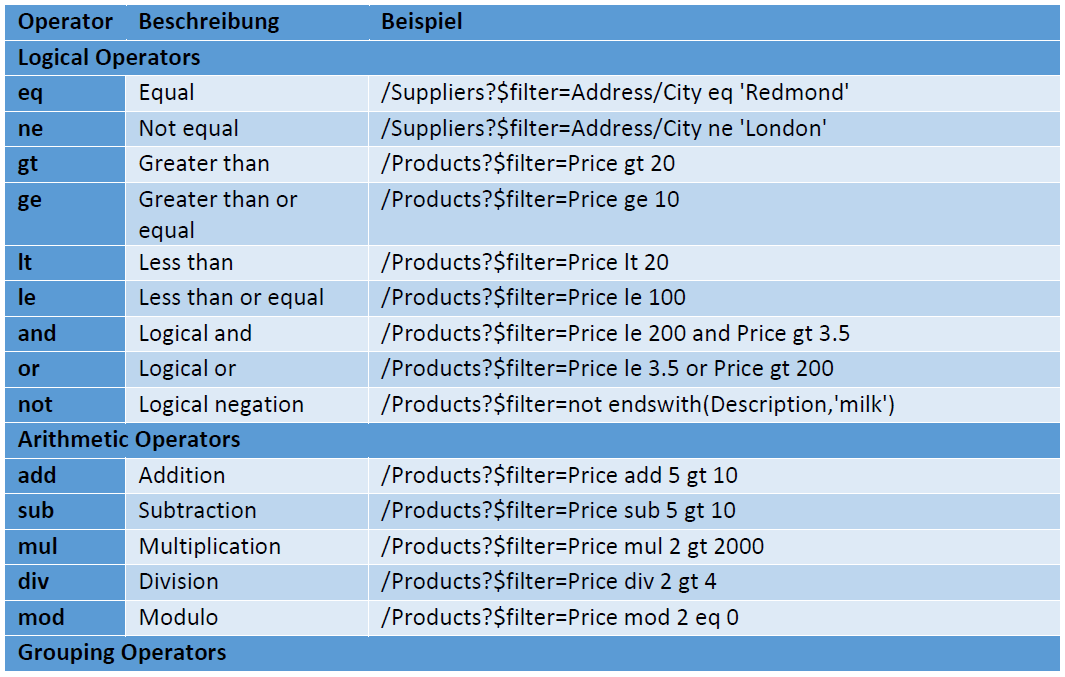 Operator Beschreibung Beispiel
Logical Operators
eq Equal /Suppliers?$filter=Address/City eq 'Redmond'
ne Not equal /Suppliers?$filter=Address/City ne 'London'
gt Greater than /Products?$filter=Price gt 20
ge Greater than or /Products?$filter=Price ge 10
equal
lt Less than /Products?$filter=Price lt 20
le Less than or equal /Products?$filter=Price le 100
and Logical and /Products?$filter=Price le 200 and Price gt 3.5
or Logical or /Products?$filter=Price le 3.5 or Price gt 200
not Logical negation /Products?$filter=not endswith(Description,'milk')
Arithmetic Operators
add Addition /Products?$filter=Price add 5 gt 10
sub Subtraction /Products?$filter=Price sub 5 gt 10
mul Multiplication /Products?$filter=Price mul 2 gt 2000
div Division /Products?$filter=Price div 2 gt 4
mod Modulo /Products?$filter=Price mod 2 eq 0
Grouping Operators